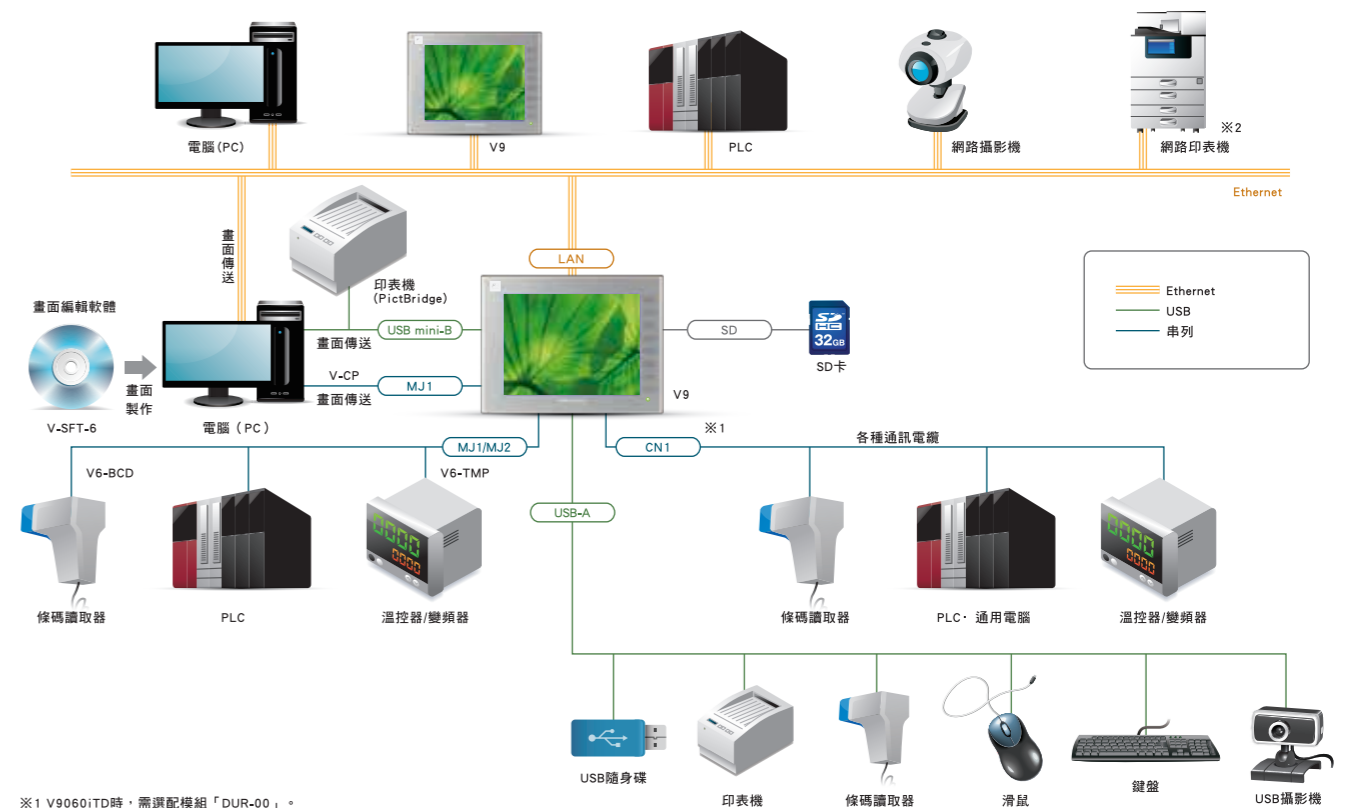 電腦(PC)
V9
PLC
網路攝影機
※2
網路印表機
Ethernet
畫面傳送
印表機
(PictBridge)
LAN
Ethernet
USB
串列
畫面編輯軟體
V-SFT-6
畫面
製作
電腦（PC）
USB mini-B
畫面傳送
V-CP
MJ1
畫面傳送
V9
SD
SD
HC
32GB
SD卡
※1
MJ1/MJ2
CN1
各種通訊電纜
V6-BCD
V6-TMP
USB-A
0000
0000
0000
0000
條碼讀取器
PLC
溫控器/變頻器
條碼讀取器
PLC・通用電腦
溫控器/變頻器
USB隨身碟
印表機
條碼讀取器
滑鼠
鍵盤
USB攝影機
※1 V9060iTD時，需選配模組「DUR-00」。